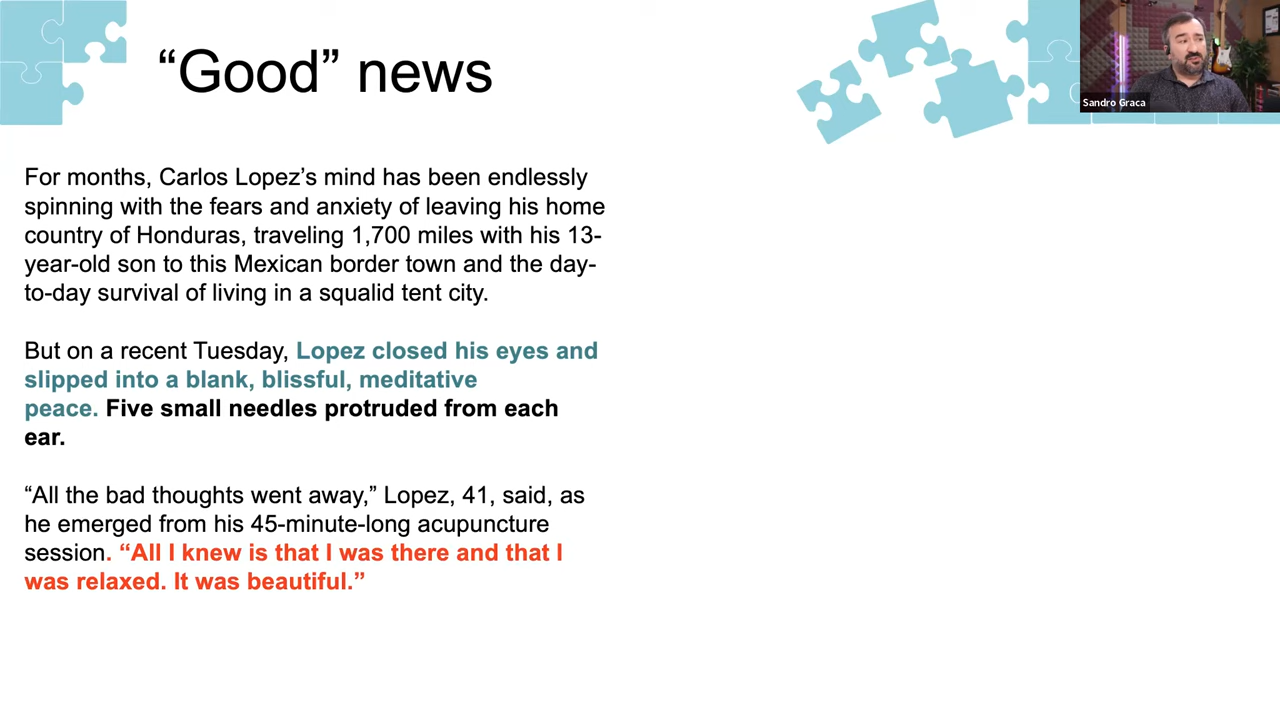 “Good” news
Sandro Graca
For months, Carlos Lopez’s mind has been endlessly
spinning with the fears and anxiety of leaving his home
country of Honduras, traveling 1,700 miles with his 13-
year-old son to this Mexican border town and the day-
to-day survival of living in a squalid tent city.
But on a recent Tuesday, Lopez closed his eyes and
slipped into a blank, blissful, meditative
peace. Five small needles protruded from each
ear.
“All the bad thoughts went away,” Lopez, 41, said, as
he emerged from his 45-minute-long acupuncture
session. “All I knew is that I was there and that I
was relaxed. It was beautiful.”